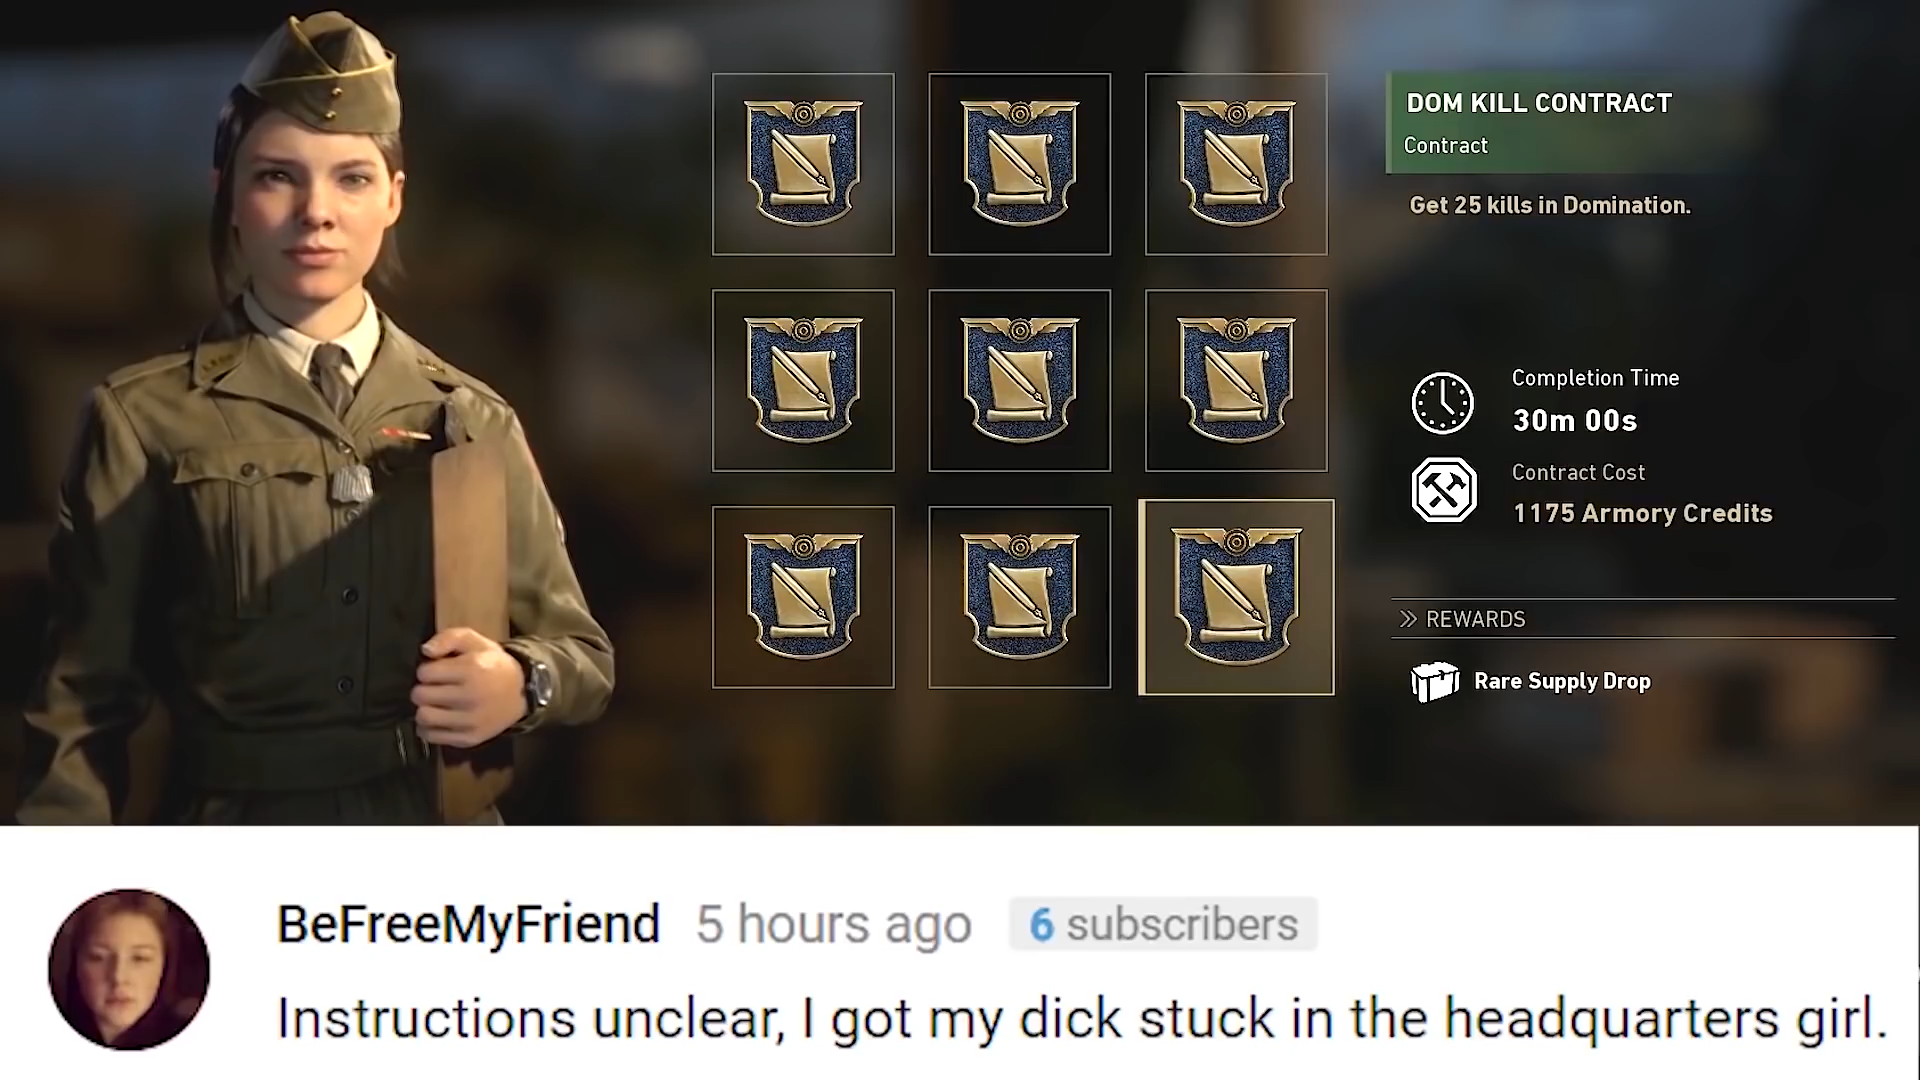 DOM KILL CONTRACT
Contract
Get 25 kills in Domination.
Completion Time
30m 00s
Contract Cost
1175 Armory Credits
REWARDS
Rare Supply Drop
BeFreeMyFriend 5 hours ago 6 subscribers
Instructions unclear, I got my dick stuck in the headquarters girl.